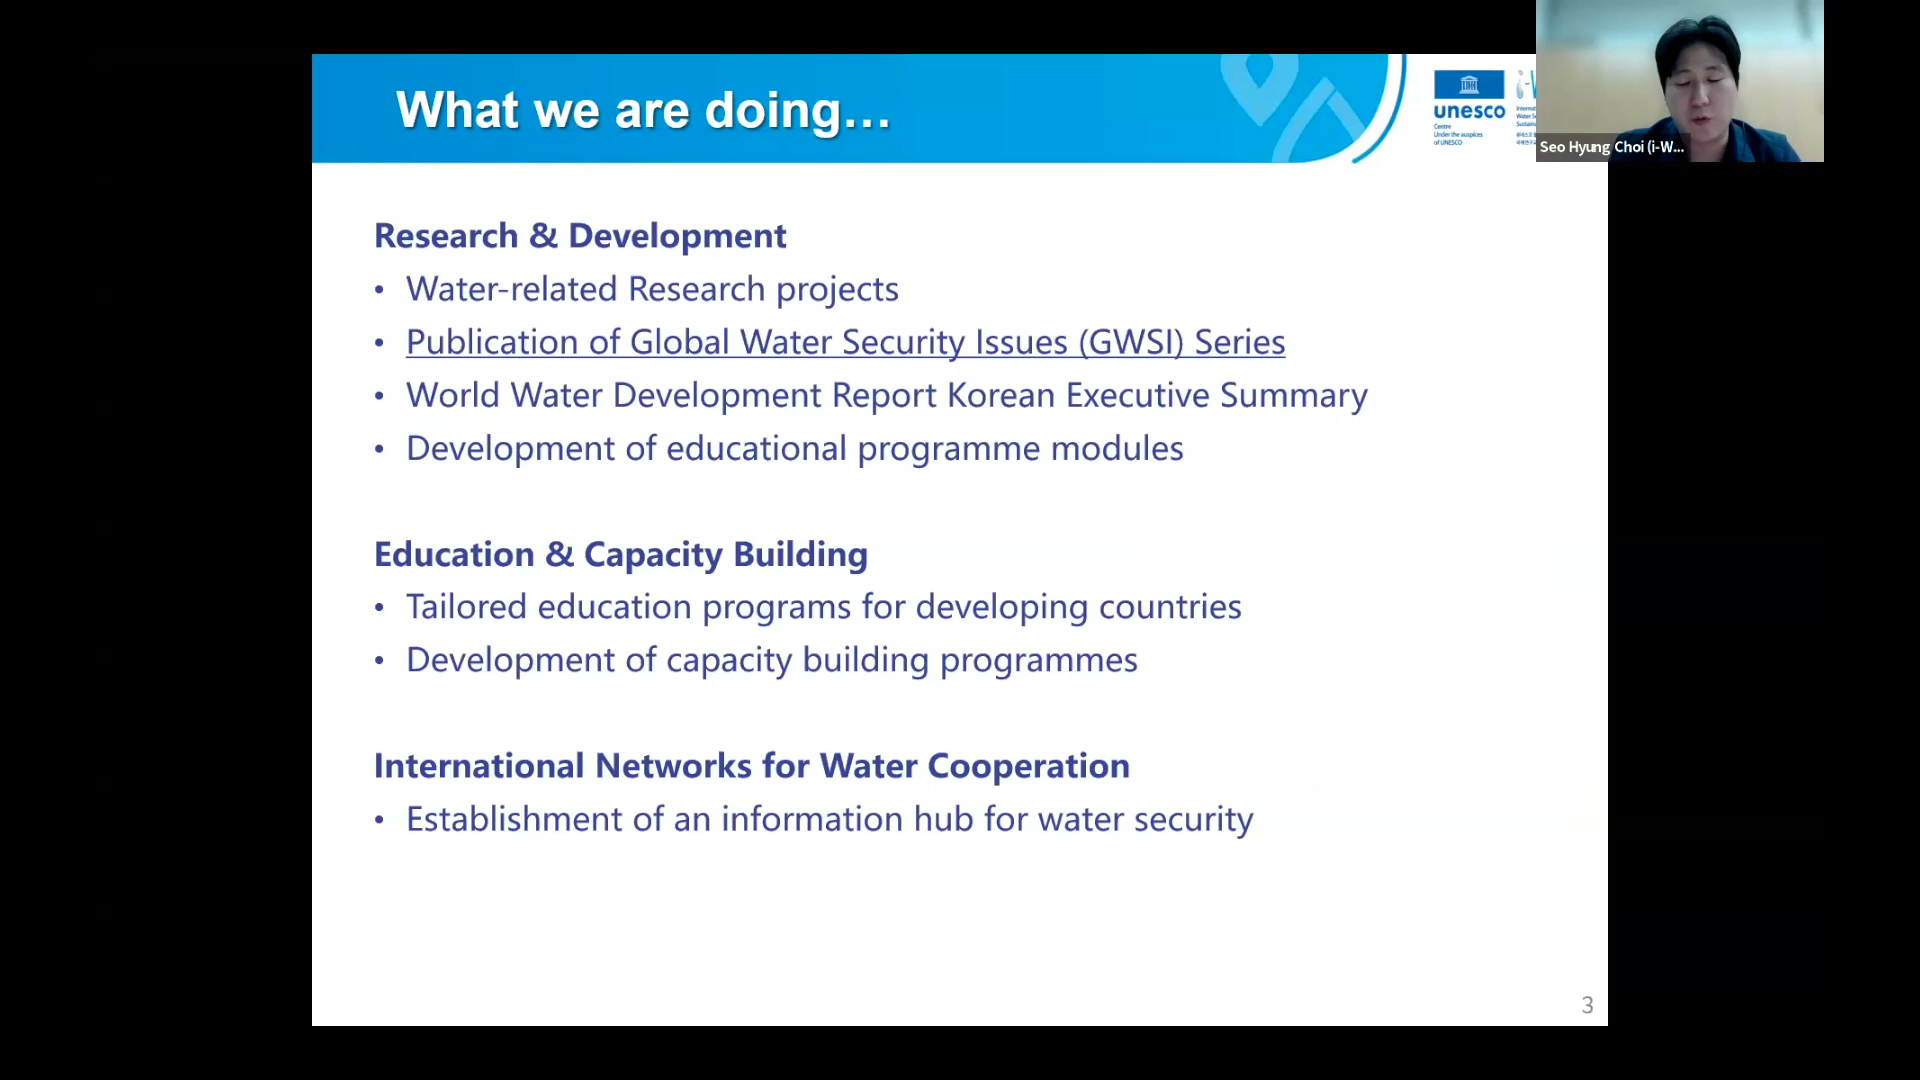 What we are doing...
unesco
Centre
Under the auspices
of UNESCO
Seo Hyung Choi (i-W...
Research & Development
• Water-related Research projects
• Publication of Global Water Security Issues (GWSI) Series
• World Water Development Report Korean Executive Summary
• Development of educational programme modules
Education & Capacity Building
• Tailored education programs for developing countries
• Development of capacity building programmes
International Networks for Water Cooperation
• Establishment of an information hub for water security
3